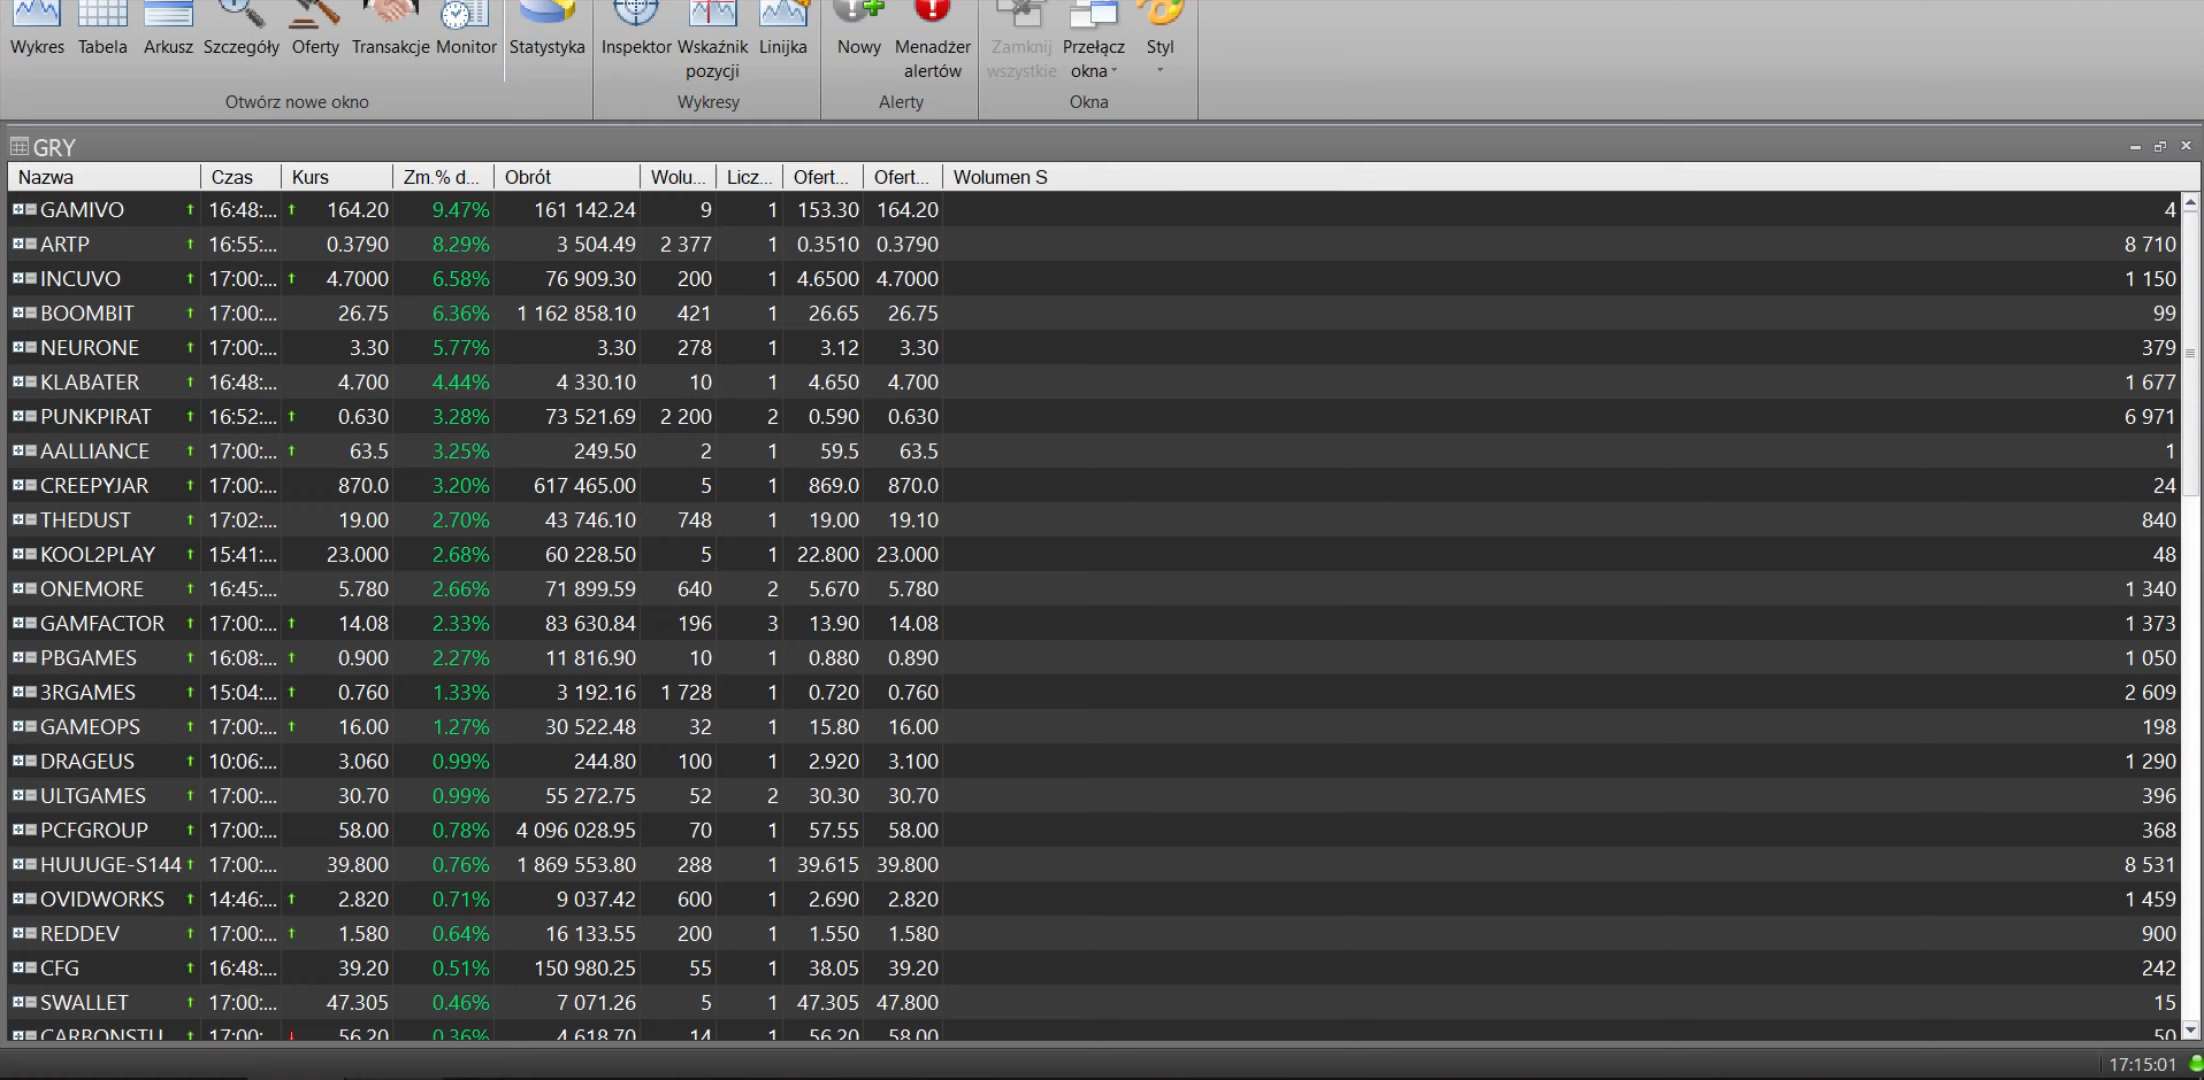 Wykres Tabela Arkusz Szczegóły Oferty Transakcje Monitor Statystyka Inspektor Wskaźnik pozycji Linijka Nowy Menadżer alertów Zamknij wszystkie Przełącz okna Styl
Otwórz nowe okno Wykresy Alerty Okna
GRY
Nazwa Czas Kurs Zm.% d... Obrót Wolu... Licz... Ofert... Ofert... Wolumen S
GAMIVO 16:48:... 164.20 9.47% 161 142.24 9 1 153.30 164.20 4
ARTP 16:55:... 0.3790 8.29% 3 504.49 2 377 1 0.3510 0.3790 8 710
INCUVO 17:00:... 4.7000 6.58% 76 909.30 200 1 4.6500 4.7000 1 150
BOOMBIT 17:00:... 26.75 6.36% 1 162 858.10 421 1 26.65 26.75 99
NEURONE 17:00:... 3.30 5.77% 3.30 278 1 3.12 3.30 379
KLABATER 16:48:... 4.700 4.44% 4 330.10 10 1 4.650 4.700 1 677
PUNKPIRAT 16:52:... 0.630 3.28% 73 521.69 2 200 2 0.590 0.630 6 971
AALLIANCE 17:00:... 63.5 3.25% 249.50 2 1 59.5 63.5 1
CREEPYJAR 17:00:... 870.0 3.20% 617 465.00 5 1 869.0 870.0 24
THEDUST 17:02:... 19.00 2.70% 43 746.10 748 1 19.00 19.10 840
KOOL2PLAY 15:41:... 23.000 2.68% 60 228.50 5 1 22.800 23.000 48
ONEMORE 16:45:... 5.780 2.66% 71 899.59 640 2 5.670 5.780 1 340
GAMFACTOR 17:00:... 14.08 2.33% 83 630.84 196 3 13.90 14.08 1 373
PBGAMES 16:08:... 0.900 2.27% 11 816.90 10 1 0.880 0.890 1 050
3RGAMES 15:04:... 0.760 1.33% 3 192.16 1 728 1 0.720 0.760 2 609
GAMEOPS 17:00:... 16.00 1.27% 30 522.48 32 1 15.80 16.00 198
DRAGEUS 10:06:... 3.060 0.99% 244.80 100 1 2.920 3.100 1 290
ULTGAMES 17:00:... 30.70 0.99% 55 272.75 52 2 30.30 30.70 396
PCFGROUP 17:00:... 58.00 0.78% 4 096 028.95 70 1 57.55 58.00 368
HUUUGE-S144 17:00:... 39.800 0.76% 1 869 553.80 288 1 39.615 39.800 8 531
OVIDWORKS 14:46:... 2.820 0.71% 9 037.42 600 1 2.690 2.820 1 459
REDDEV 17:00:... 1.580 0.64% 16 133.55 200 1 1.550 1.580 900
CFG 16:48:... 39.20 0.51% 150 980.25 55 1 38.05 39.20 242
SWALLET 17:00:... 47.305 0.46% 7 071.26 5 1 47.305 47.800 15
CARBONSTU 17:00:... 56.20 0.36% 4 618.70 14 1 56.20 58.00 50
17:15:01